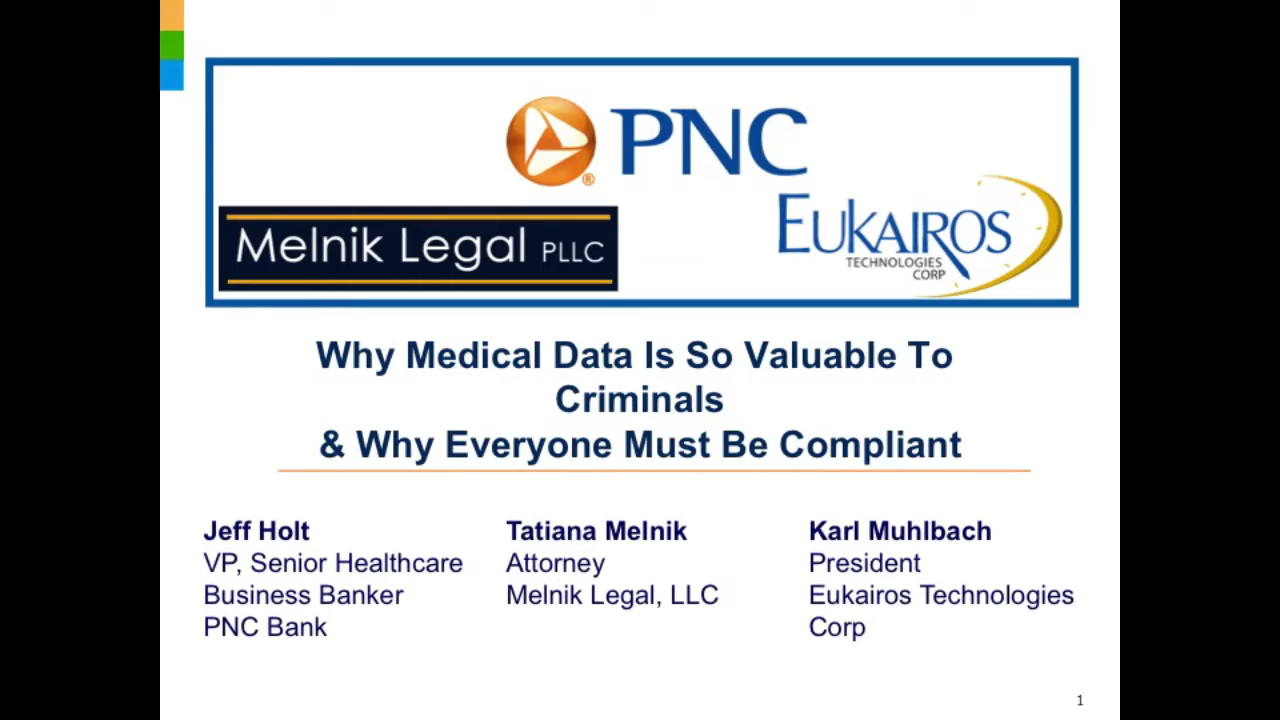 PNC
®
Melnik Legal PLLC
EUKAIROS
TECHNOLOGIES
CORP
Why Medical Data Is So Valuable To
Criminals
& Why Everyone Must Be Compliant
Jeff Holt
VP, Senior Healthcare
Business Banker
PNC Bank
Tatiana Melnik
Attorney
Melnik Legal, LLC
Karl Muhlbach
President
Eukairos Technologies
Corp
1